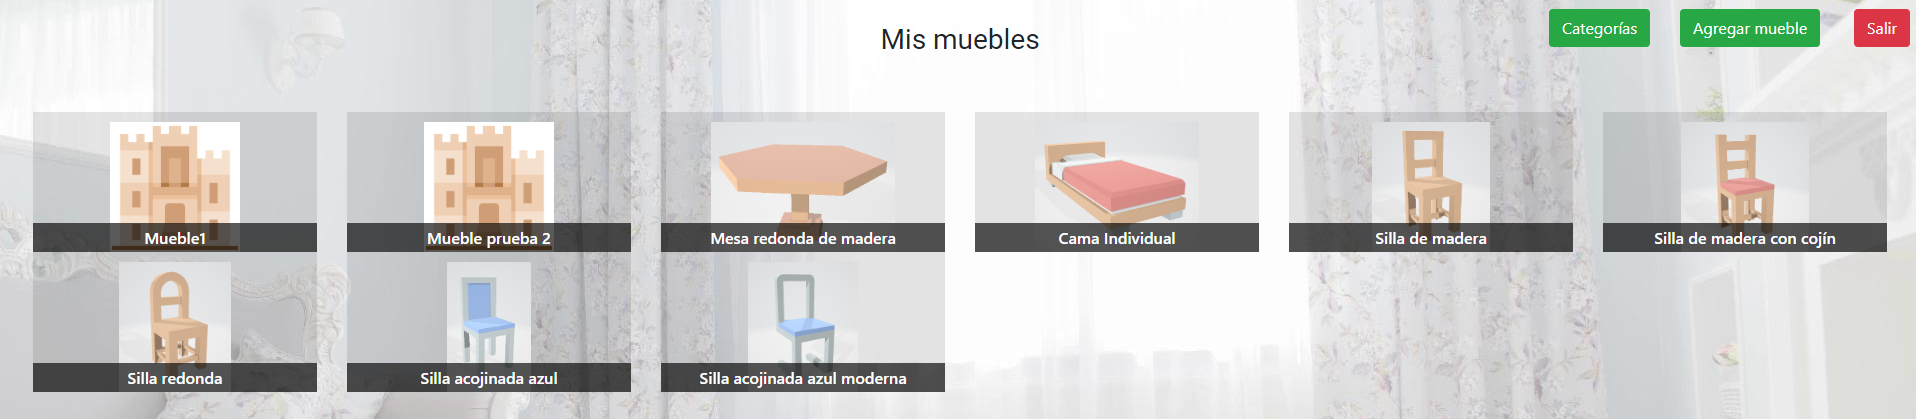 Mis muebles
Categorías
Agregar mueble
Salir
Mueble1
Mueble prueba 2
Mesa redonda de madera
Cama Individual
Silla de madera
Silla de madera con cojín
Silla redonda
Silla acojinada azul
Silla acojinada azul moderna